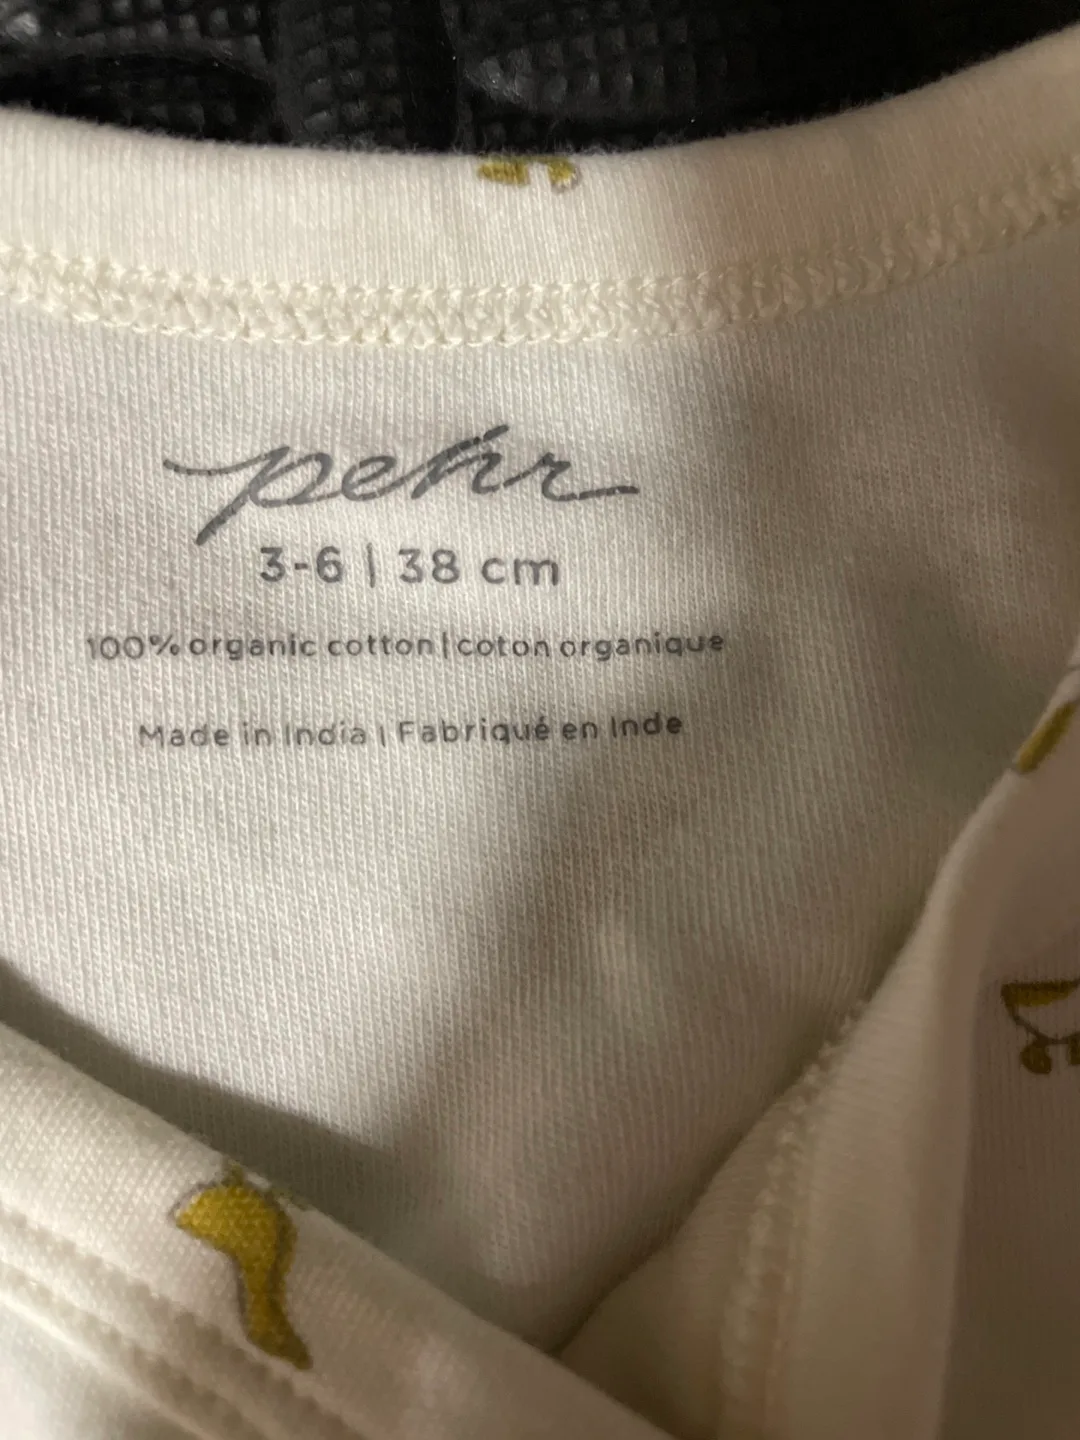 pehr
3-6 | 38 cm
100% organic cotton | coton organique
Made in India | Fabriqué en Inde